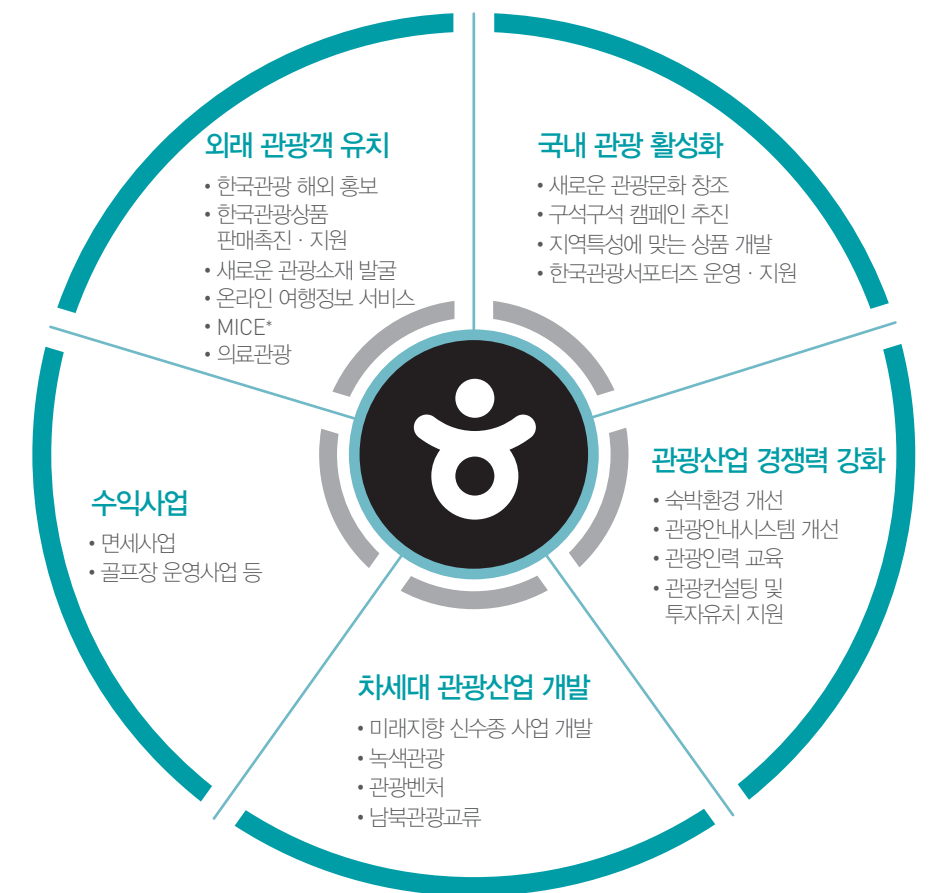 외래 관광객 유치
• 한국관광 해외 홍보
• 한국관광상품
판매촉진 · 지원
• 새로운 관광소재 발굴
• 온라인 여행정보 서비스
• MICE*
• 의료관광
국내 관광 활성화
• 새로운 관광문화 창조
• 구석구석 캠페인 추진
• 지역특성에 맞는 상품 개발
• 한국관광서포터즈 운영 · 지원
관광산업 경쟁력 강화
• 숙박환경 개선
• 관광안내시스템 개선
• 관광인력 교육
• 관광컨설팅 및
투자유치 지원
차세대 관광산업 개발
• 미래지향 신수종 사업 개발
• 녹색관광
• 관광벤처
• 남북관광교류
수익사업
• 면세사업
• 골프장 운영사업 등